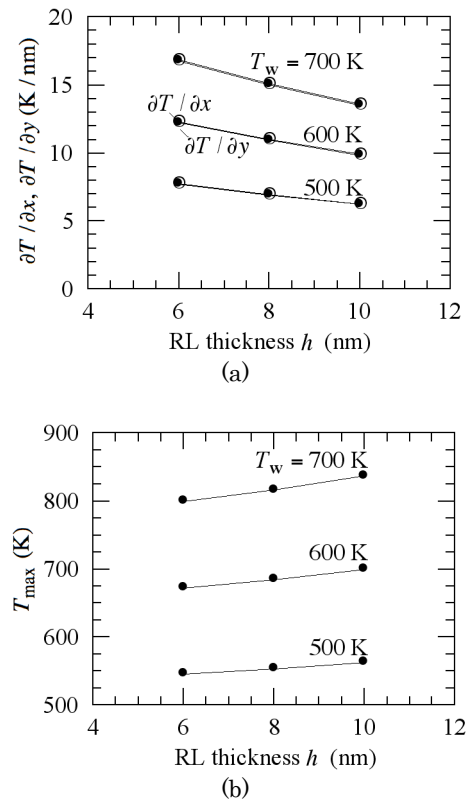 20
15
10
5
0
∂T / ∂x, ∂T / ∂y (K / nm)
T_w = 700 K
∂T / ∂x
∂T / ∂y
600 K
500 K
4 6 8 10 12
RL thickness h (nm)
(a)
900
800
700
600
500
T_max (K)
T_w = 700 K
600 K
500 K
4 6 8 10 12
RL thickness h (nm)
(b)